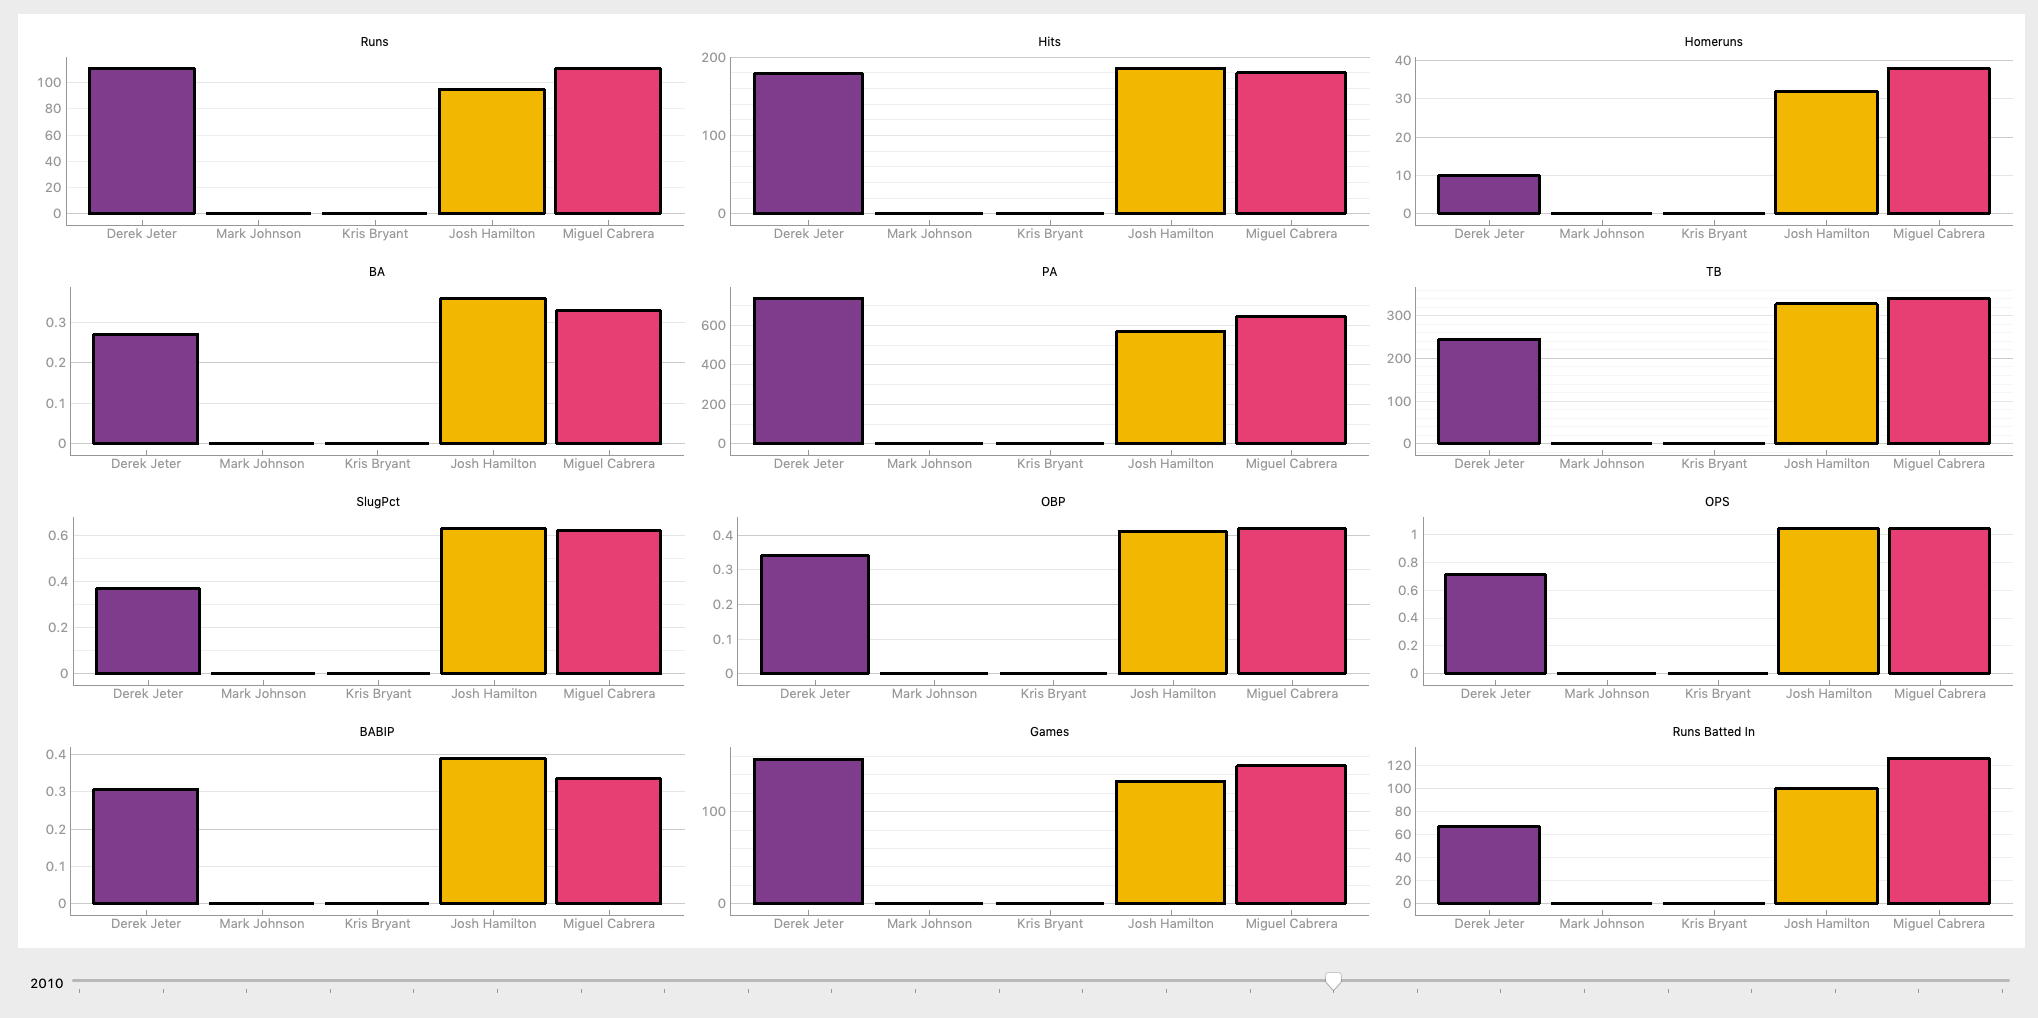 Runs
100
80
60
40
20
0
Derek Jeter Mark Johnson Kris Bryant Josh Hamilton Miguel Cabrera
Hits
200
100
0
Derek Jeter Mark Johnson Kris Bryant Josh Hamilton Miguel Cabrera
Homeruns
40
30
20
10
0
Derek Jeter Mark Johnson Kris Bryant Josh Hamilton Miguel Cabrera
BA
0.3
0.2
0.1
0
Derek Jeter Mark Johnson Kris Bryant Josh Hamilton Miguel Cabrera
PA
600
400
200
0
Derek Jeter Mark Johnson Kris Bryant Josh Hamilton Miguel Cabrera
TB
300
200
100
0
Derek Jeter Mark Johnson Kris Bryant Josh Hamilton Miguel Cabrera
SlugPct
0.6
0.4
0.2
0
Derek Jeter Mark Johnson Kris Bryant Josh Hamilton Miguel Cabrera
OBP
0.4
0.3
0.2
0.1
0
Derek Jeter Mark Johnson Kris Bryant Josh Hamilton Miguel Cabrera
OPS
1
0.8
0.6
0.4
0.2
0
Derek Jeter Mark Johnson Kris Bryant Josh Hamilton Miguel Cabrera
BABIP
0.4
0.3
0.2
0.1
0
Derek Jeter Mark Johnson Kris Bryant Josh Hamilton Miguel Cabrera
Games
100
0
Derek Jeter Mark Johnson Kris Bryant Josh Hamilton Miguel Cabrera
Runs Batted In
120
100
80
60
40
20
0
Derek Jeter Mark Johnson Kris Bryant Josh Hamilton Miguel Cabrera
2010